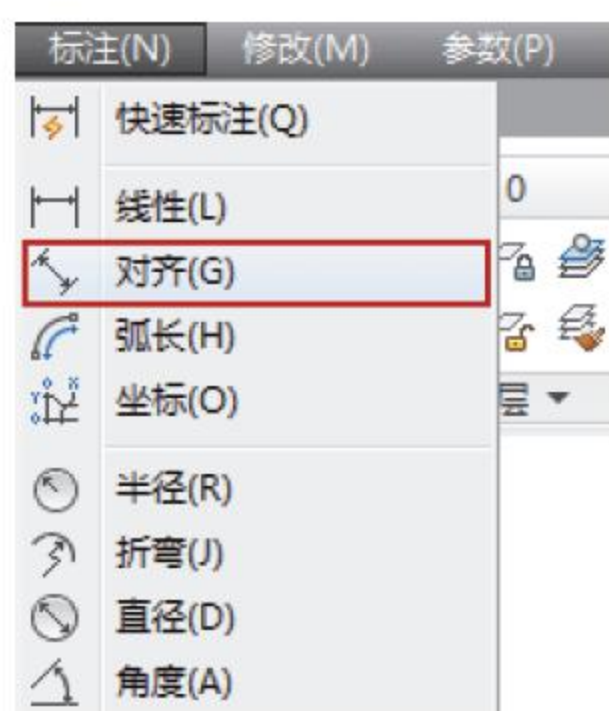 标注(N) 修改(M) 参数(P)
快速标注(Q)
线性(L) 0
对齐(G)
弧长(H)
坐标(O) 层
半径(R)
折弯(J)
直径(D)
角度(A)